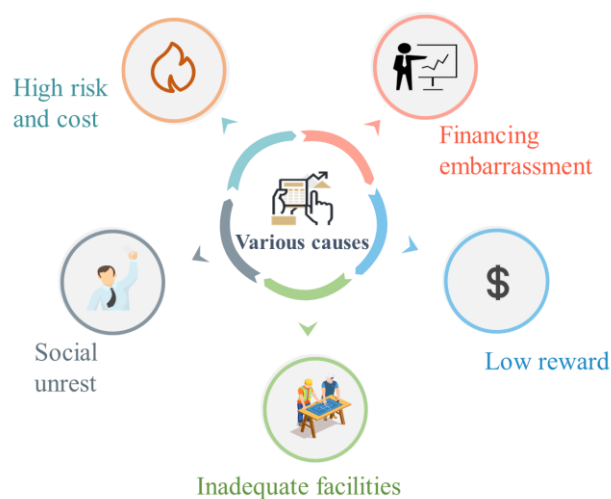 High risk
and cost
Financing
embarrassment
Various causes
Social
unrest
$
Low reward
Inadequate facilities